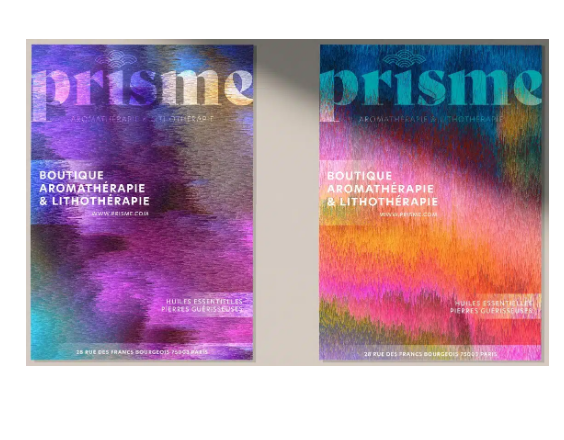 prisme
AROMATHÉRAPIE & LITHOTHÉRAPIE
BOUTIQUE
AROMATHÉRAPIE
& LITHOTHÉRAPIE
WWW.PRISME.COM
HUILES ESSENTIELLES
PIERRES GUÉRISSEUSES
28 RUE DES FRANCS BOURGEOIS 75003 PARIS
prisme
AROMATHÉRAPIE & LITHOTHÉRAPIE
BOUTIQUE
AROMATHÉRAPIE
& LITHOTHÉRAPIE
WWW.PRISME.COM
HUILES ESSENTIELLES
PIERRES GUÉRISSEUSES
28 RUE DES FRANCS BOURGEOIS 75003 PARIS